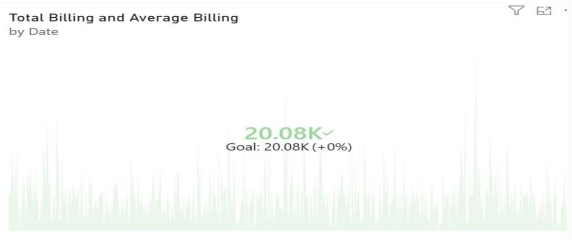 Total Billing and Average Billing
by Date
20.08K✓
Goal: 20.08K (+0%)